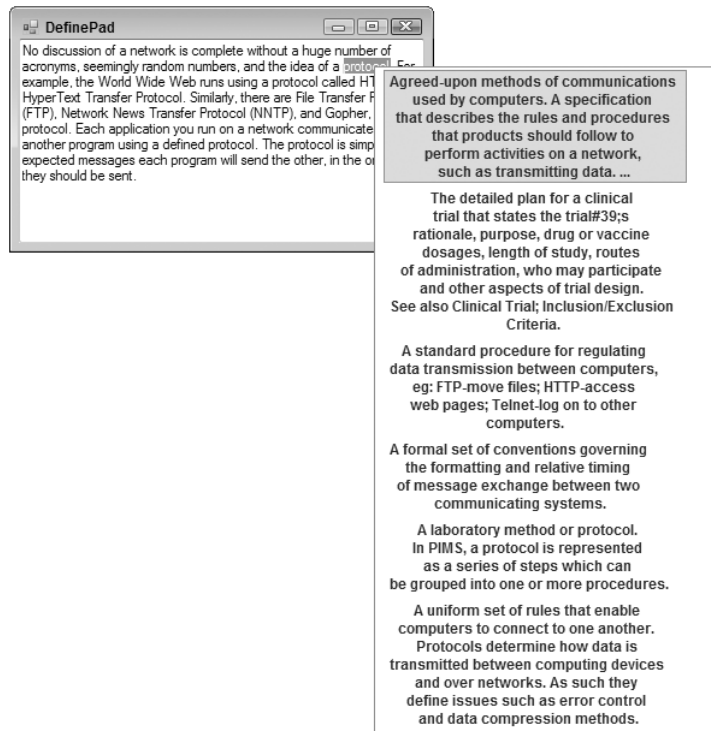 DefinePad
No discussion of a network is complete without a huge number of
acronyms, seemingly random numbers, and the idea of a protocol. For
example, the World Wide Web runs using a protocol called HT
HyperText Transfer Protocol. Similarly, there are File Transfer P
(FTP), Network News Transfer Protocol (NNTP), and Gopher,
protocol. Each application you run on a network communicate
another program using a defined protocol. The protocol is simp
expected messages each program will send the other, in the or
they should be sent.
Agreed-upon methods of communications
used by computers. A specification
that describes the rules and procedures
that products should follow to
perform activities on a network,
such as transmitting data. ...
The detailed plan for a clinical
trial that states the trial#39;s
rationale, purpose, drug or vaccine
dosages, length of study, routes
of administration, who may participate
and other aspects of trial design.
See also Clinical Trial; Inclusion/Exclusion
Criteria.
A standard procedure for regulating
data transmission between computers,
eg: FTP-move files; HTTP-access
web pages; Telnet-log on to other
computers.
A formal set of conventions governing
the formatting and relative timing
of message exchange between two
communicating systems.
A laboratory method or protocol.
In PIMS, a protocol is represented
as a series of steps which can
be grouped into one or more procedures.
A uniform set of rules that enable
computers to connect to one another.
Protocols determine how data is
transmitted between computing devices
and over networks. As such they
define issues such as error control
and data compression methods.